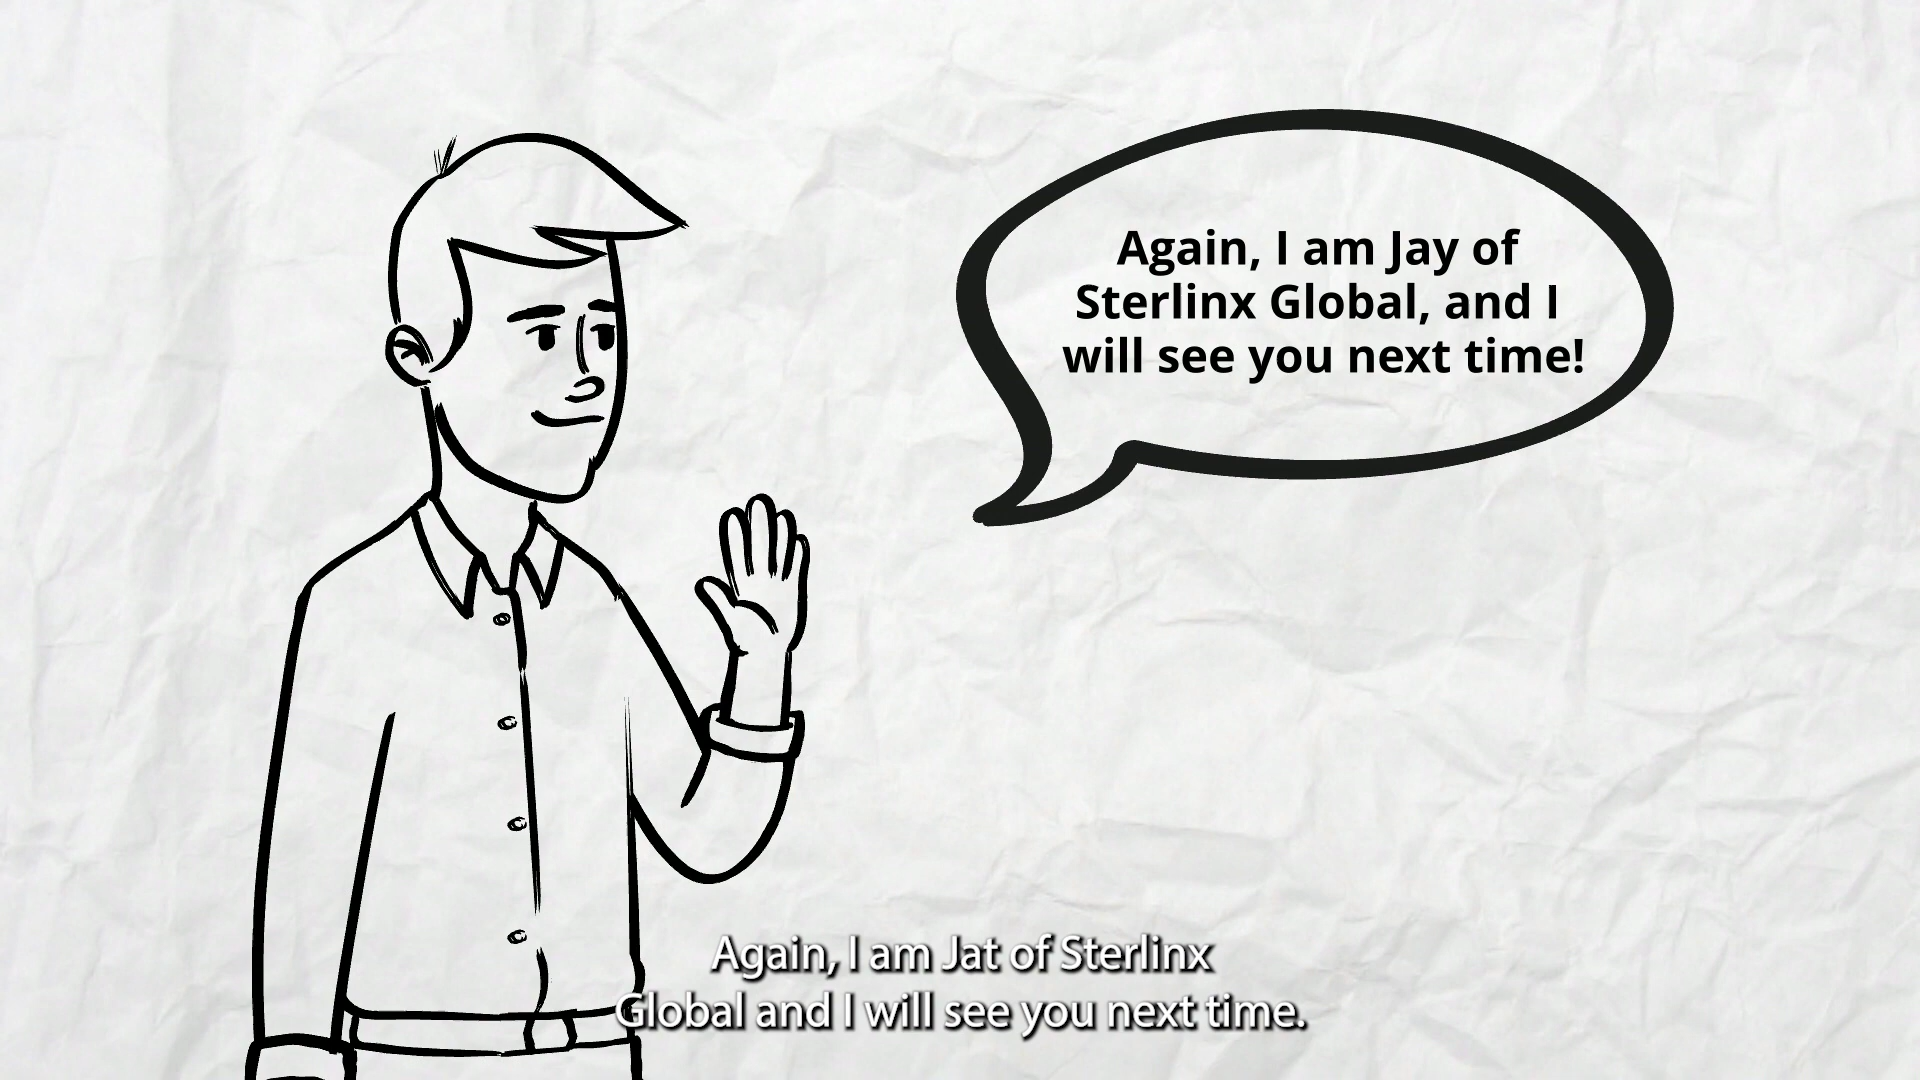 Again, I am Jay of
Sterlinx Global, and I
will see you next time!
Again, I am Jat of Sterlinx
Global and I will see you next time.